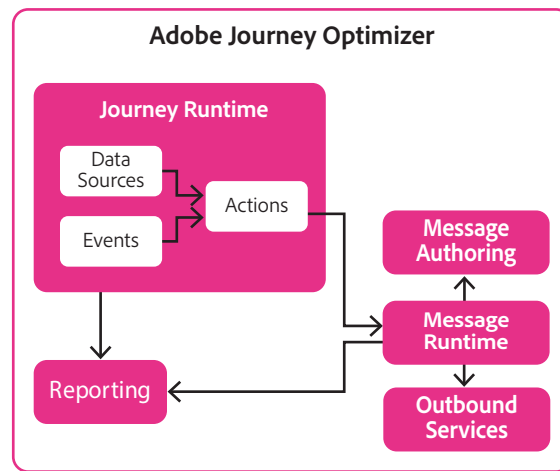 Adobe Journey Optimizer
Journey Runtime
Data
Sources
Actions
Events
Message
Authoring
Message
Runtime
Reporting
Outbound
Services